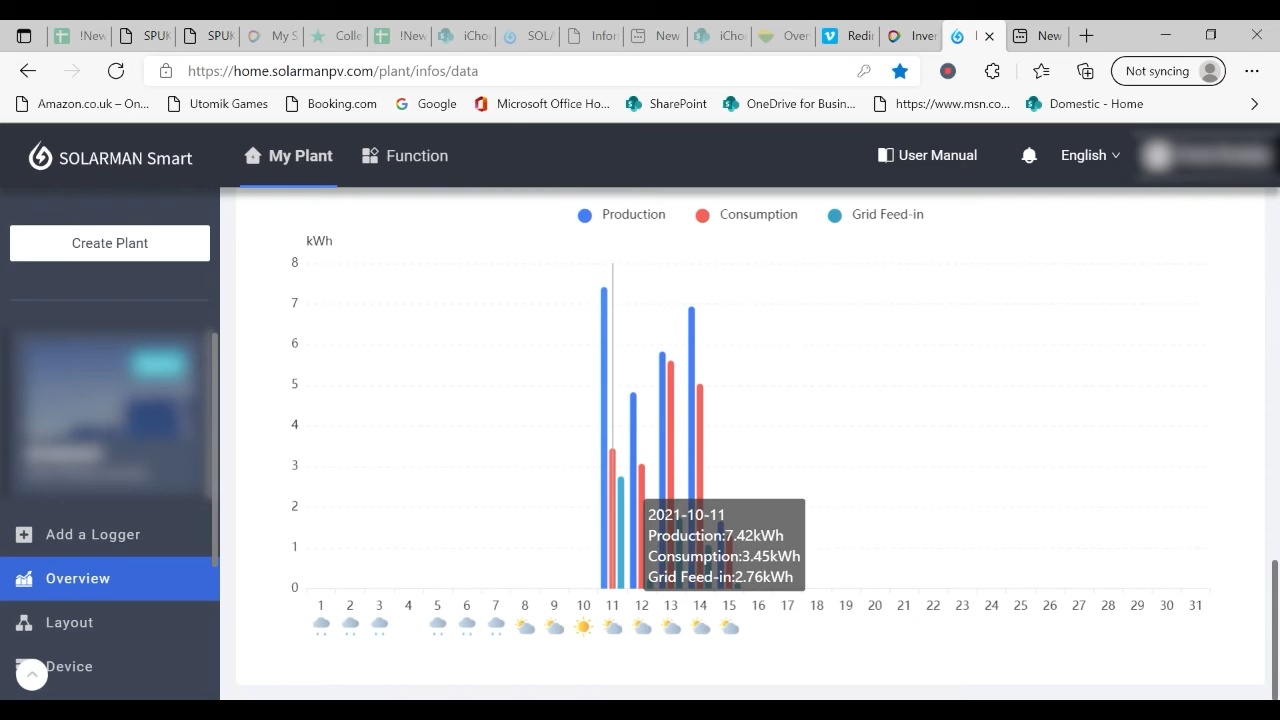 !New
SPUK
SPUK
My S
Colle
!New
iCho
SOL/
Infor
New
iCho
Over
Redir
Inver
New
https://home.solarmanpv.com/plant/infos/data
Not syncing
Amazon.co.uk – On...
Utomik Games
Booking.com
Google
Microsoft Office Ho...
SharePoint
OneDrive for Busin...
https://www.msn.co...
Domestic - Home
SOLARMAN Smart
My Plant
Function
User Manual
English
Create Plant
Add a Logger
Overview
Layout
Device
Production
Consumption
Grid Feed-in
kWh
8
7
6
5
4
3
2
1
0
2021-10-11
Production:7.42kWh
Consumption:3.45kWh
Grid Feed-in:2.76kWh
1 2 3 4 5 6 7 8 9 10 11 12 13 14 15 16 17 18 19 20 21 22 23 24 25 26 27 28 29 30 31